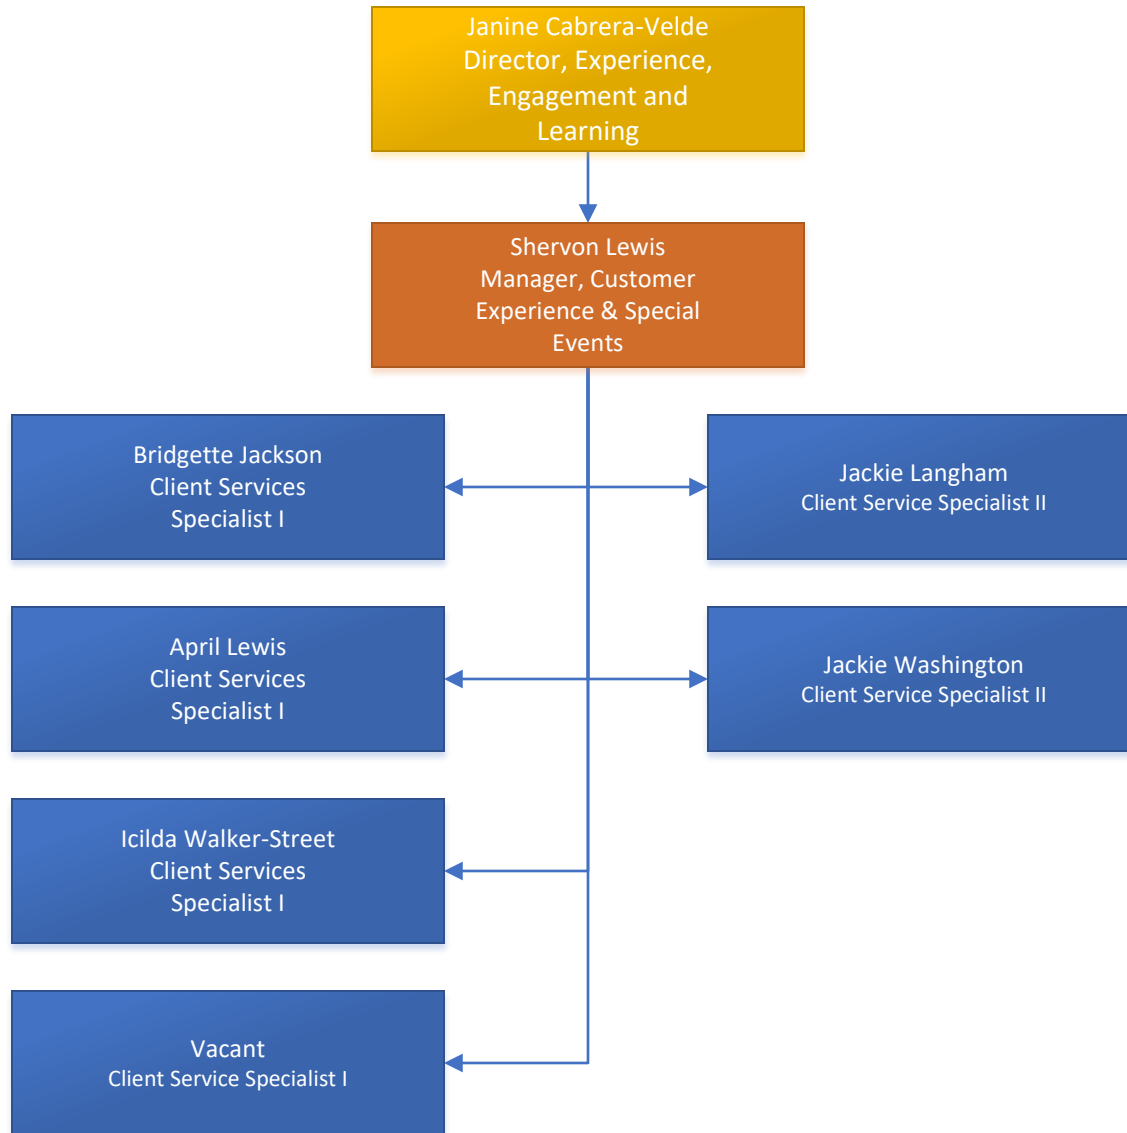 Janine Cabrera-Velde
Director, Experience,
Engagement and
Learning
Shervon Lewis
Manager, Customer
Experience & Special
Events
Bridgette Jackson
Client Services
Specialist I
Jackie Langham
Client Service Specialist II
April Lewis
Client Services
Specialist I
Jackie Washington
Client Service Specialist II
Icilda Walker-Street
Client Services
Specialist I
Vacant
Client Service Specialist I